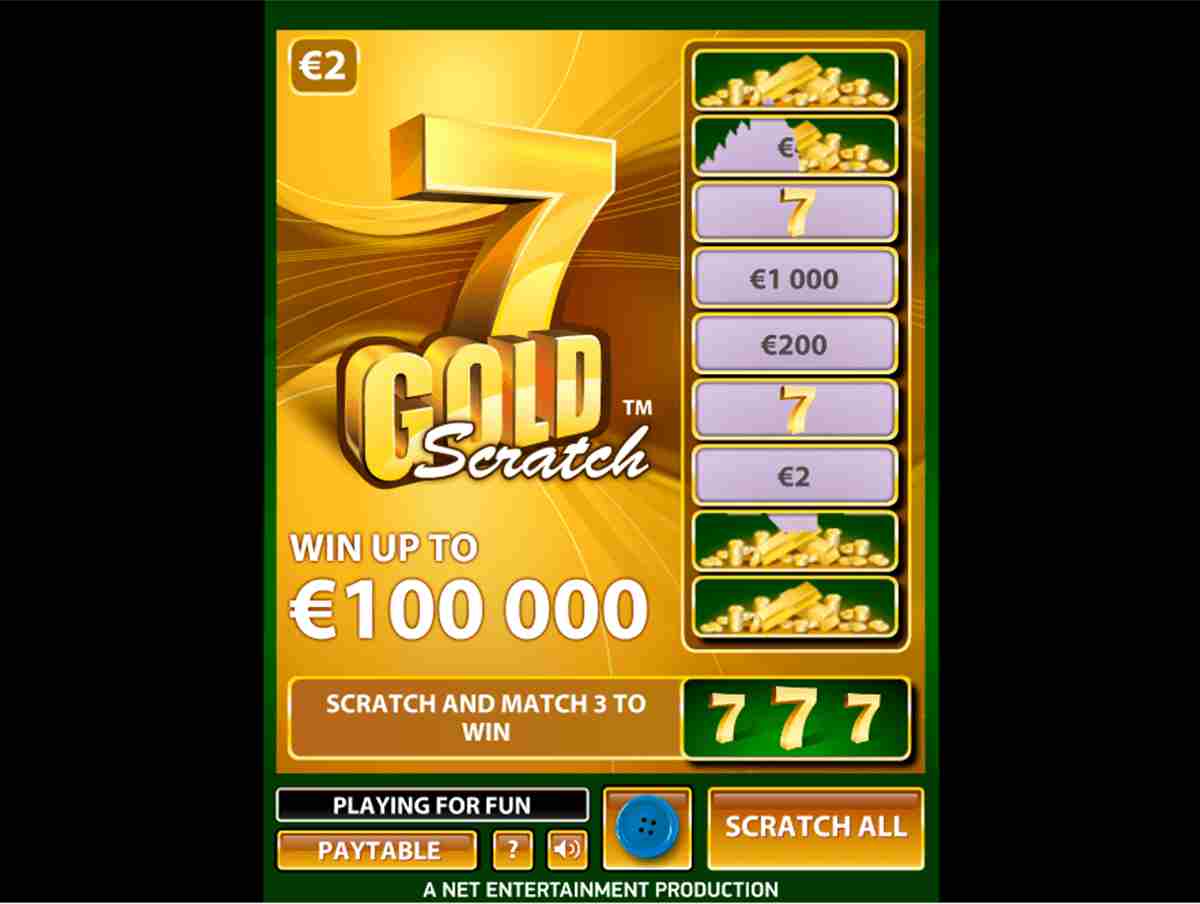 €2
7
GOLD
Scratch
TM
WIN UP TO
€100 000
€
7
€1 000
€200
7
€2
SCRATCH AND MATCH 3 TO
WIN
7 7 7
PLAYING FOR FUN
PAYTABLE
?
SCRATCH ALL
A NET ENTERTAINMENT PRODUCTION